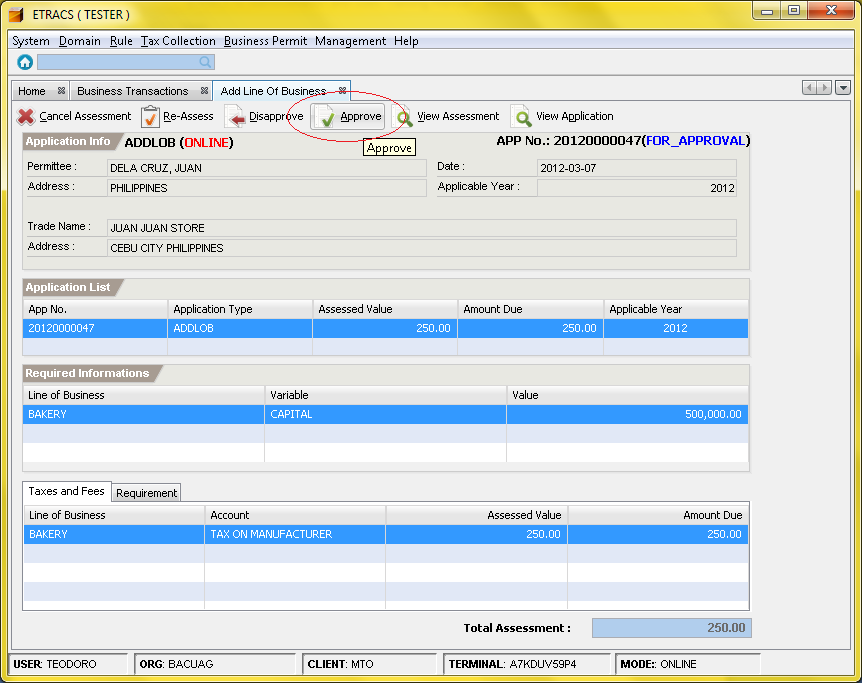 ETRACS ( TESTER )
System Domain Rule Tax Collection Business Permit Management Help
Home Business Transactions Add Line Of Business
Cancel Assessment Re-Assess Disapprove Approve View Assessment View Application
Application Info ADDLOB (ONLINE) APP No.: 20120000047(FOR_APPROVAL)
Approve
Permittee : DELA CRUZ, JUAN Date : 2012-03-07
Address : PHILIPPINES Applicable Year : 2012
Trade Name : JUAN JUAN STORE
Address : CEBU CITY PHILIPPINES
Application List
App No. Application Type Assessed Value Amount Due Applicable Year
20120000047 ADDLOB 250.00 250.00 2012
Required Informations
Line of Business Variable Value
BAKERY CAPITAL 500,000.00
Taxes and Fees Requirement
Line of Business Account Assessed Value Amount Due
BAKERY TAX ON MANUFACTURER 250.00 250.00
Total Assessment : 250.00
USER: TEODORO ORG: BACUAG CLIENT: MTO TERMINAL: A7KDUV59P4 MODE:: ONLINE